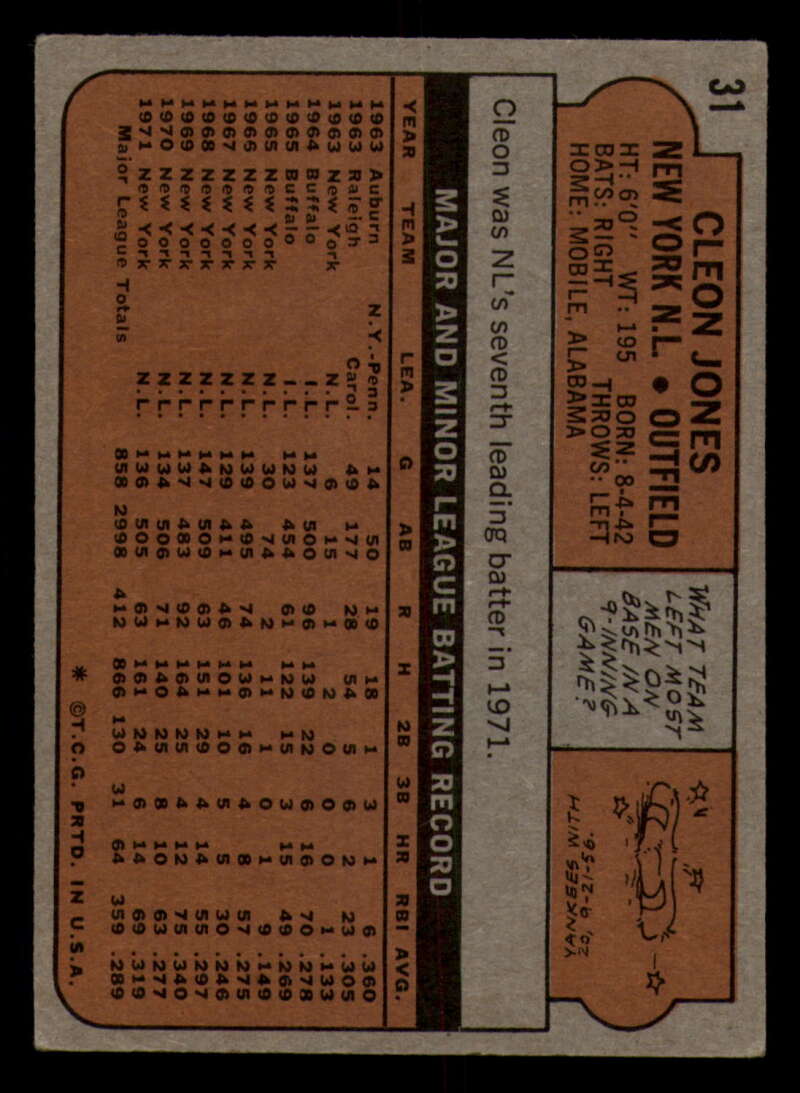 31
CLEON JONES
NEW YORK N.L. • OUTFIELD
HT: 6'0" WT: 195 BORN: 8-4-42
BATS: RIGHT THROWS: LEFT
HOME: MOBILE, ALABAMA
WHAT TEAM
LEFT MOST
MEN ON
BASE IN A
9-INNING
GAME?
YANKEES WITH
20, 9-21-56.
Cleon was NL's seventh leading batter in 1971.
MAJOR AND MINOR LEAGUE BATTING RECORD
YEAR TEAM LEA. G AB R H 2B 3B HR RBI AVG.
1963 Auburn N.Y.-Penn. 14 50 19 18 1 3 1 6 .360
1963 Raleigh Carol. 49 177 28 54 5 6 2 23 .305
1963 New York N.L. 6 15 1 2 0 0 0 1 .133
1964 Buffalo I.L. 137 500 96 139 22 6 16 70 .278
1965 Buffalo I.L. 123 454 61 122 15 3 15 49 .269
1965 New York N.L. 30 74 2 11 1 0 1 9 .149
1966 New York N.L. 139 495 74 136 16 4 8 57 .275
1967 New York N.L. 129 411 46 101 10 5 5 30 .246
1968 New York N.L. 147 509 63 151 29 4 14 55 .297
1969 New York N.L. 137 483 92 164 25 4 12 75 .340
1970 New York N.L. 134 506 71 140 25 8 10 63 .277
1971 New York N.L. 136 505 63 161 24 6 14 69 .319
Major League Totals 858 2998 412 866 130 31 64 359 .289
* ©T.C.G. PRTD. IN U.S.A.